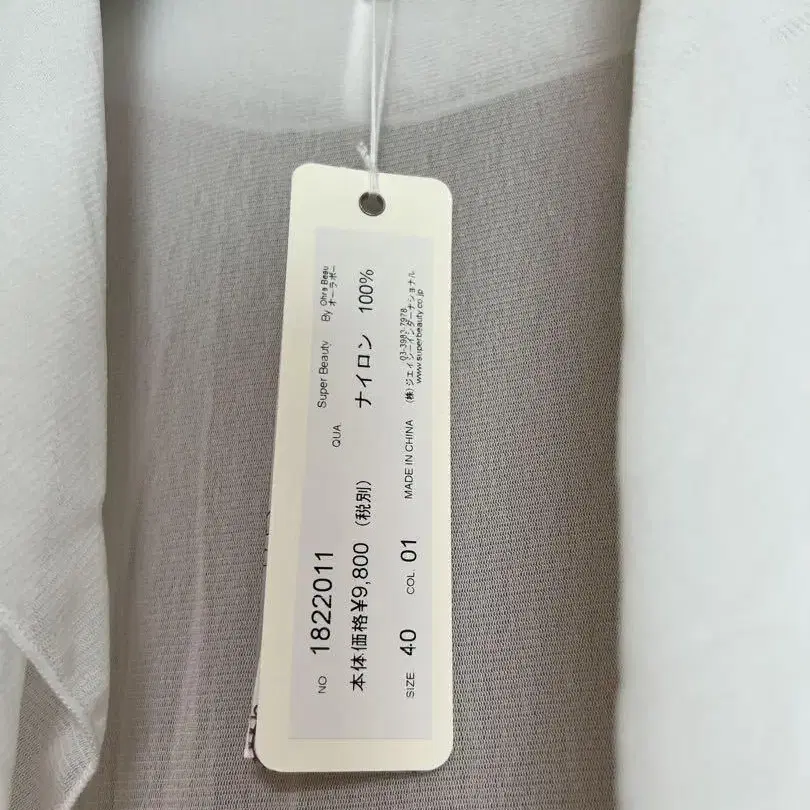 NO 1822011 Super Beauty By Ohra Beau
オーラボー
QUA.
本体価格¥9,800 (税別) ナイロン 100%
SIZE 40 COL. 01 MADE IN CHINA
03-3983-7978
(株)ジェイシーインターナショナル
www.superbeauty.co.jp